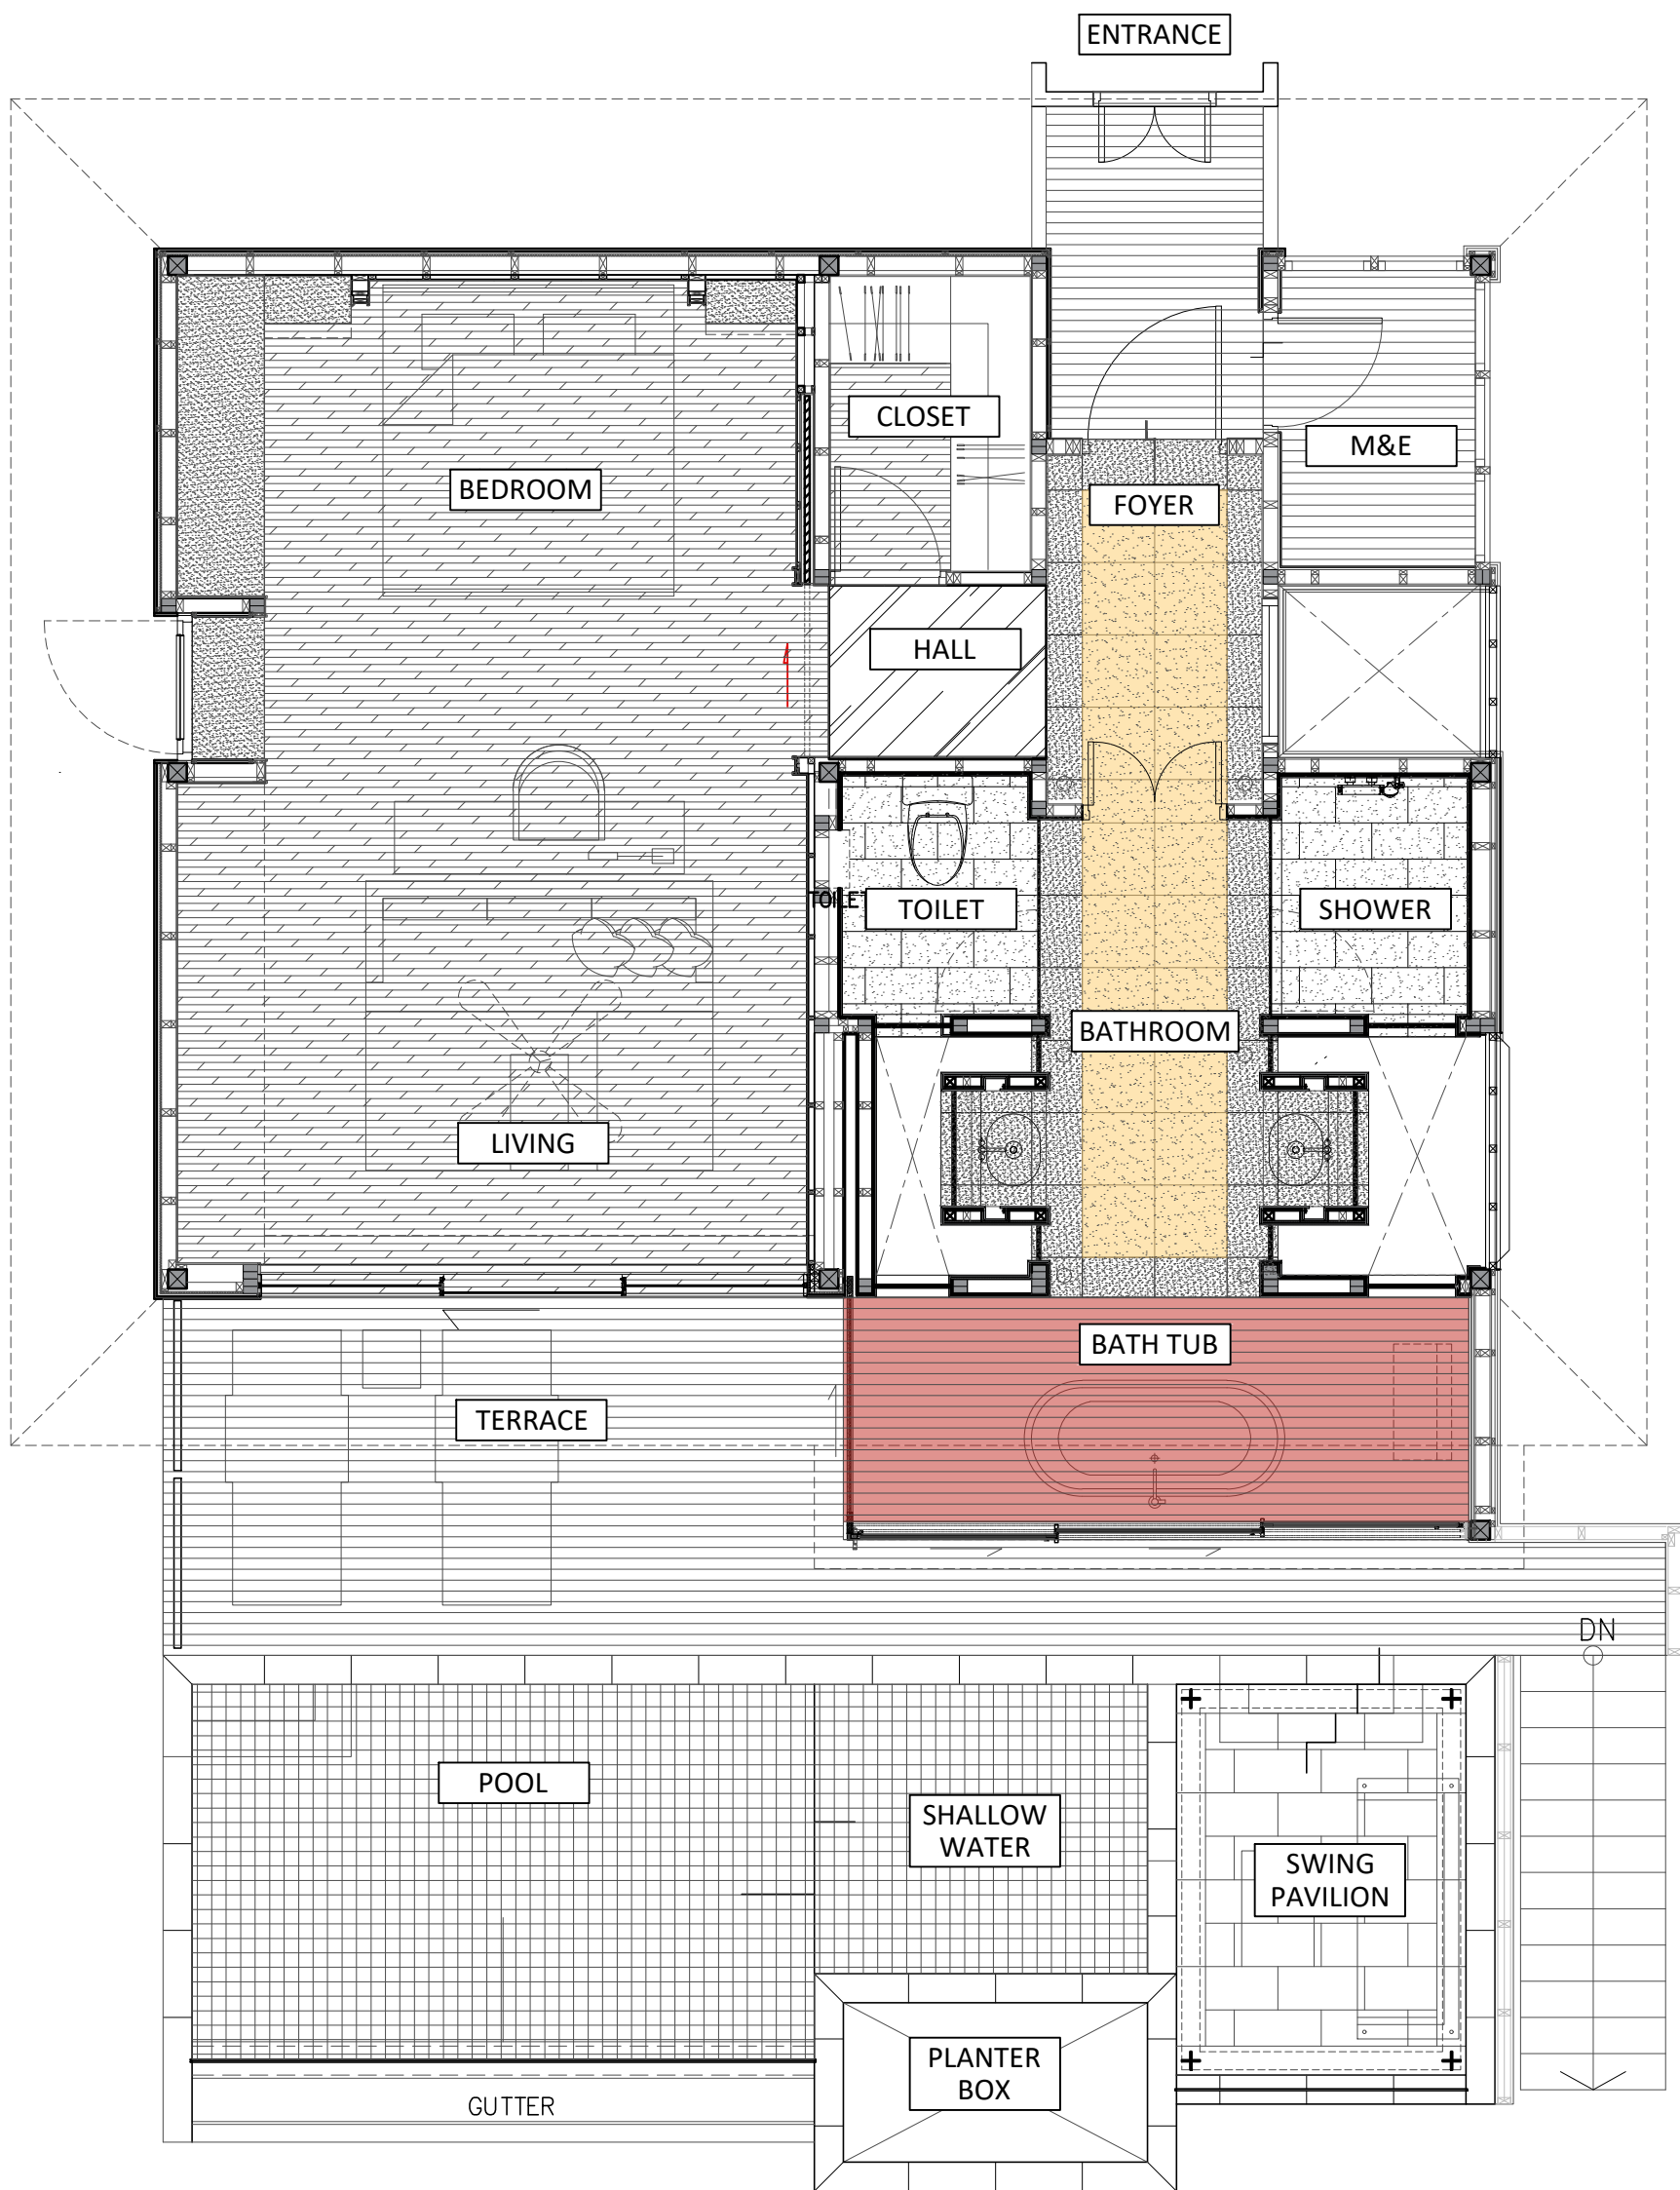 ENTRANCE
CLOSET
M&E
BEDROOM
FOYER
HALL
TOILET
TOILET
SHOWER
BATHROOM
LIVING
BATH TUB
TERRACE
DN
POOL
SHALLOW
WATER
SWING
PAVILION
PLANTER
BOX
GUTTER